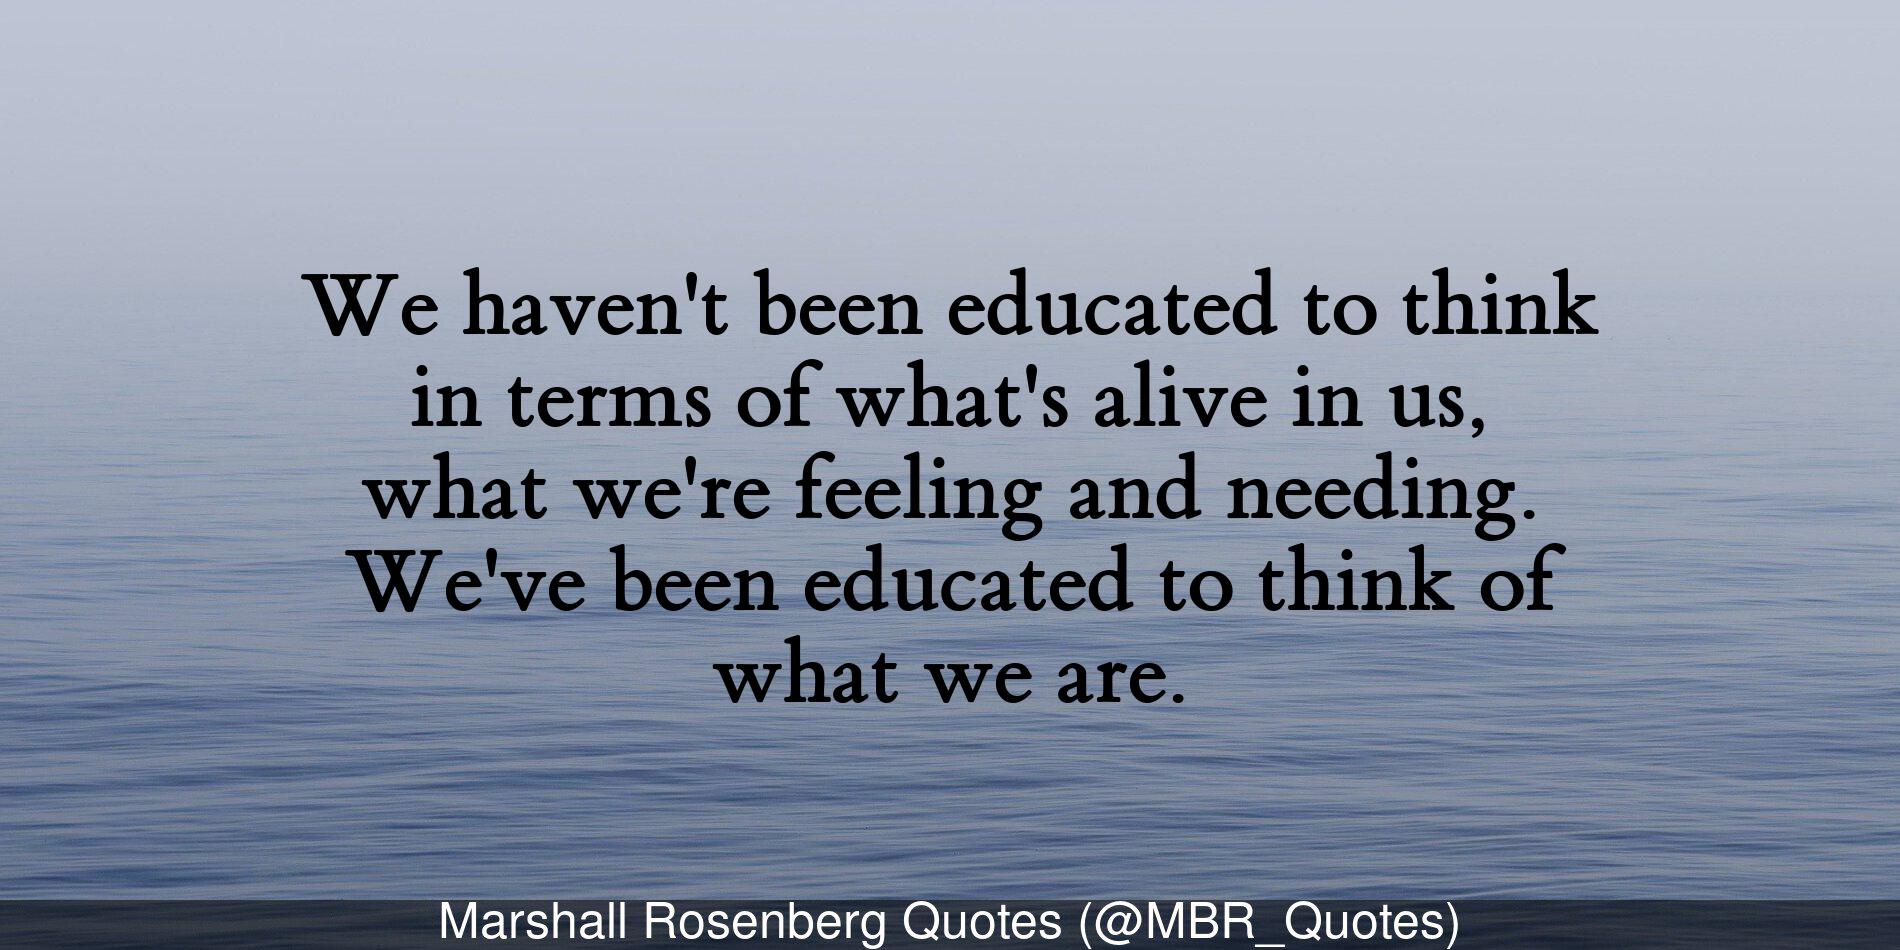 We haven't been educated to think
in terms of what's alive in us,
what we're feeling and needing.
We've been educated to think of
what we are.
Marshall Rosenberg Quotes (@MBR_Quotes)